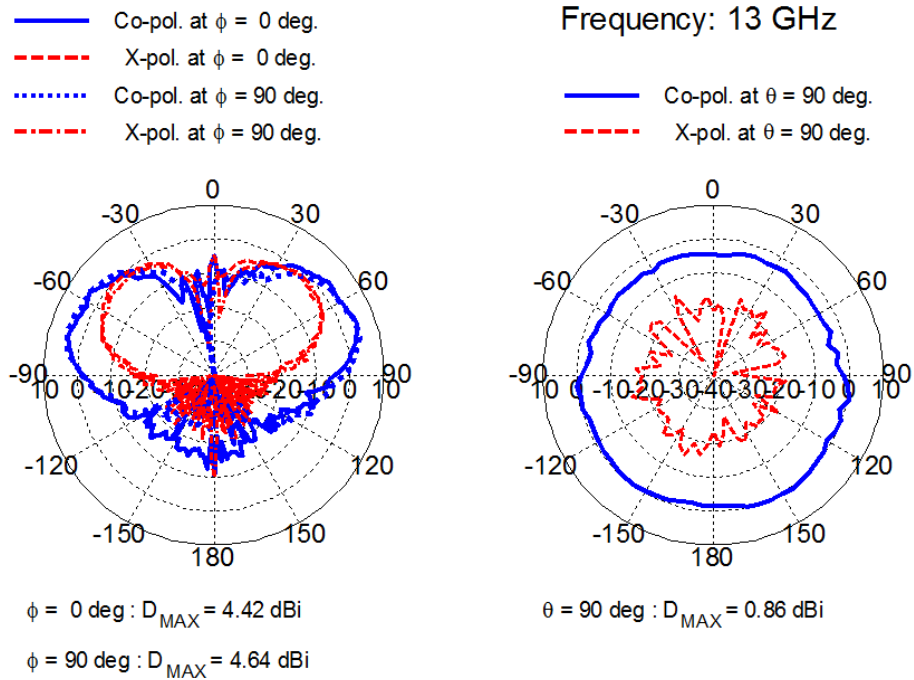 Co-pol. at ϕ = 0 deg.
X-pol. at ϕ = 0 deg.
Co-pol. at ϕ = 90 deg.
X-pol. at ϕ = 90 deg.
Frequency: 13 GHz
Co-pol. at θ = 90 deg.
X-pol. at θ = 90 deg.
0
-30 30
-60 60
-90 90
10 0 -10 -20 -20 -10 0 10
-120 120
-150 150
180
0
-30 30
-60 60
-90 90
10 0 -10 -20 -30 -40 -30 -20 -10 0 10
-120 120
-150 150
180
ϕ = 0 deg : D_MAX = 4.42 dBi
ϕ = 90 deg : D_MAX = 4.64 dBi
θ = 90 deg : D_MAX = 0.86 dBi